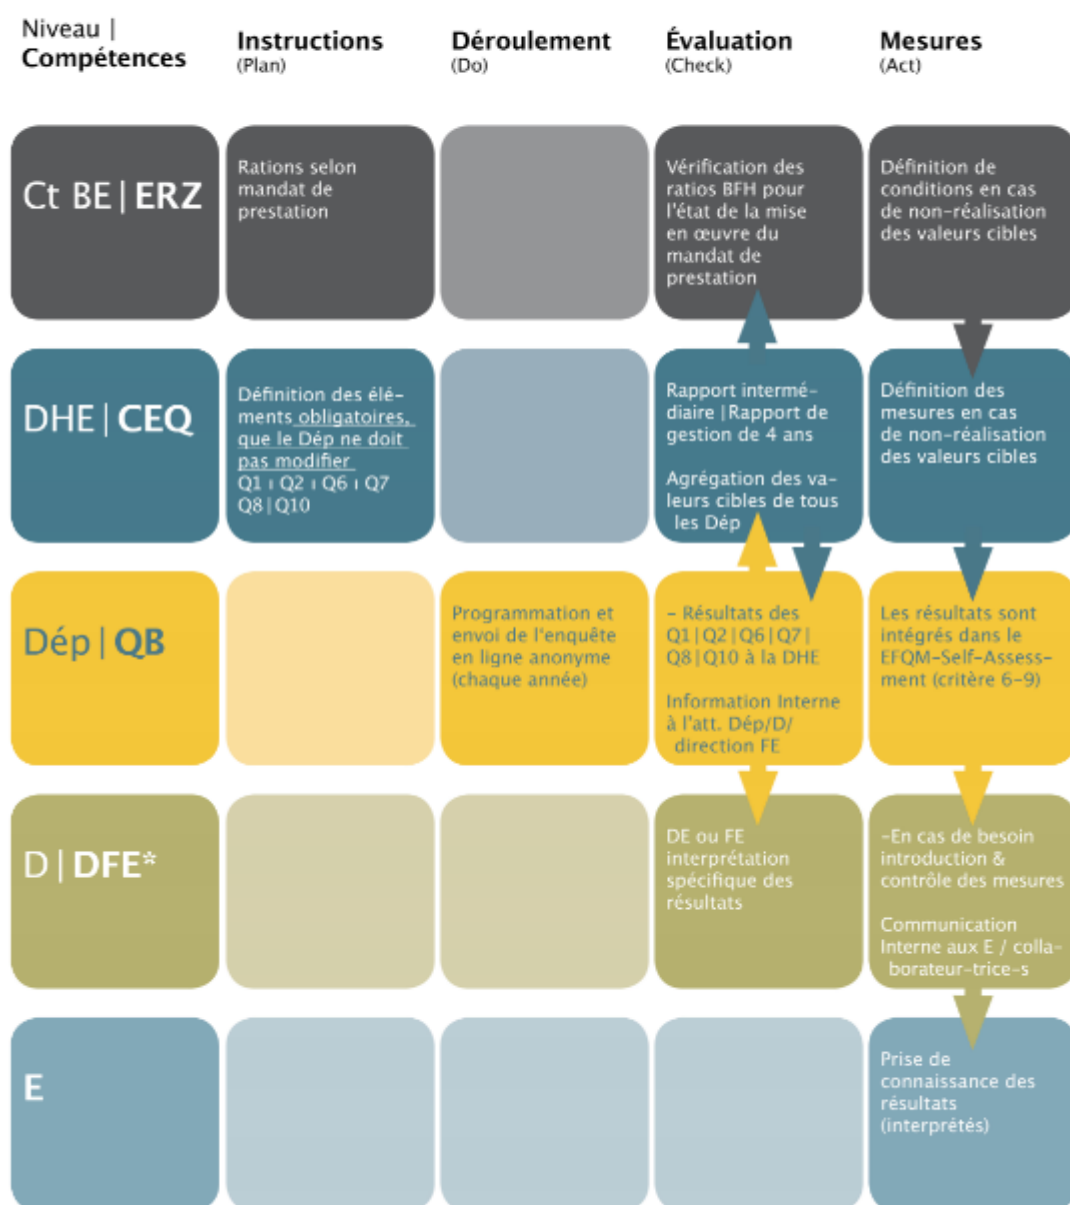 Niveau |
Compétences
Instructions
(Plan)
Déroulement
(Do)
Évaluation
(Check)
Mesures
(Act)
Ct BE | ERZ
Rations selon
mandat de
prestation
Vérification des
ratios BFH pour
l'état de la mise
en œuvre du
mandat de
prestation
Définition de
conditions en cas
de non-réalisation
des valeurs cibles
DHE | CEQ
Définition des élé-
ments obligatoires,
que le Dép ne doit
pas modifier
Q1 ı Q2 ı Q6 ı Q7
Q8 | Q10
Rapport intermé-
diaire | Rapport de
gestion de 4 ans
Agrégation des va-
leurs cibles de tous
les Dép
Définition des
mesures en cas
de non-réalisation
des valeurs cibles
Dép | QB
Programmation et
envoi de l'enquête
en ligne anonyme
(chaque année)
– Résultats des
Q1 | Q2 | Q6 | Q7 |
Q8 | Q10 à la DHE
Information Interne
à l'att. Dép/D/
direction FE
Les résultats sont
intégrés dans le
EFQM-Self-Assess-
ment (critère 6–9)
D | DFE*
DE ou FE
interprétation
spécifique des
résultats
–En cas de besoin
introduction &
contrôle des mesures
Communication
Interne aux E / colla-
borateur-trice-s
E
Prise de
connaissance des
résultats
(interprétés)